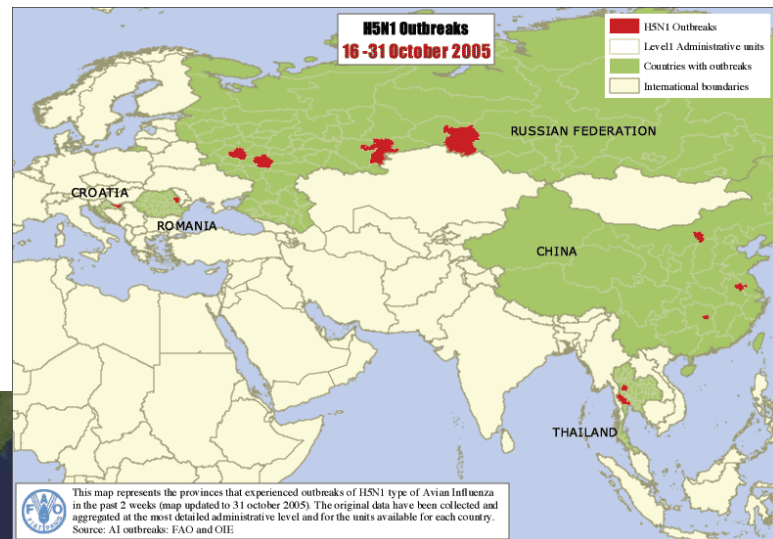 H5N1 Outbreaks
16 -31 October 2005
H5N1 Outbreaks
Level1 Administrative units
Countries with outbreaks
International boundaries
RUSSIAN FEDERATION
CROATIA
ROMANIA
CHINA
THAILAND
F A O
FIAT PANIS
This map represents the provinces that experienced outbreaks of H5N1 type of Avian Influenza
in the past 2 weeks (map updated to 31 october 2005). The original data have been collected and
aggregated at the most detailed administrative level and for the units available for each country.
Source: AI outbreaks: FAO and OIE